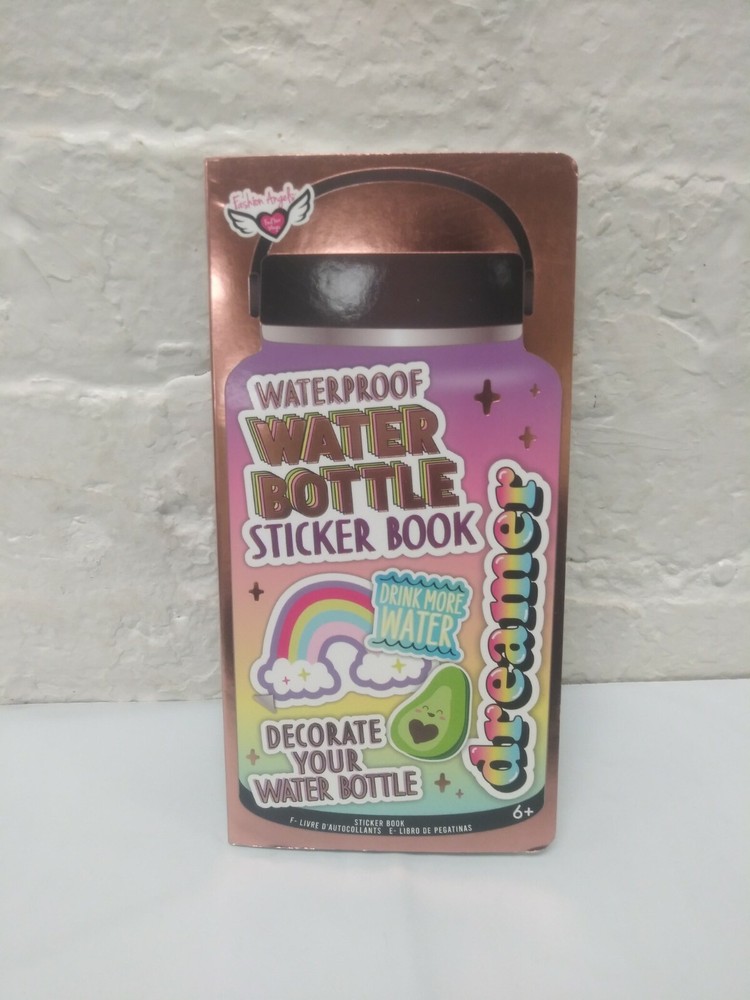 Fashion Angels
WATERPROOF
WATER
BOTTLE
STICKER BOOK
dreamer
DRINK MORE
WATER
DECORATE
YOUR
WATER BOTTLE
STICKER BOOK
F- LIVRE D'AUTOCOLLANTS E- LIBRO DE PEGATINAS
6+